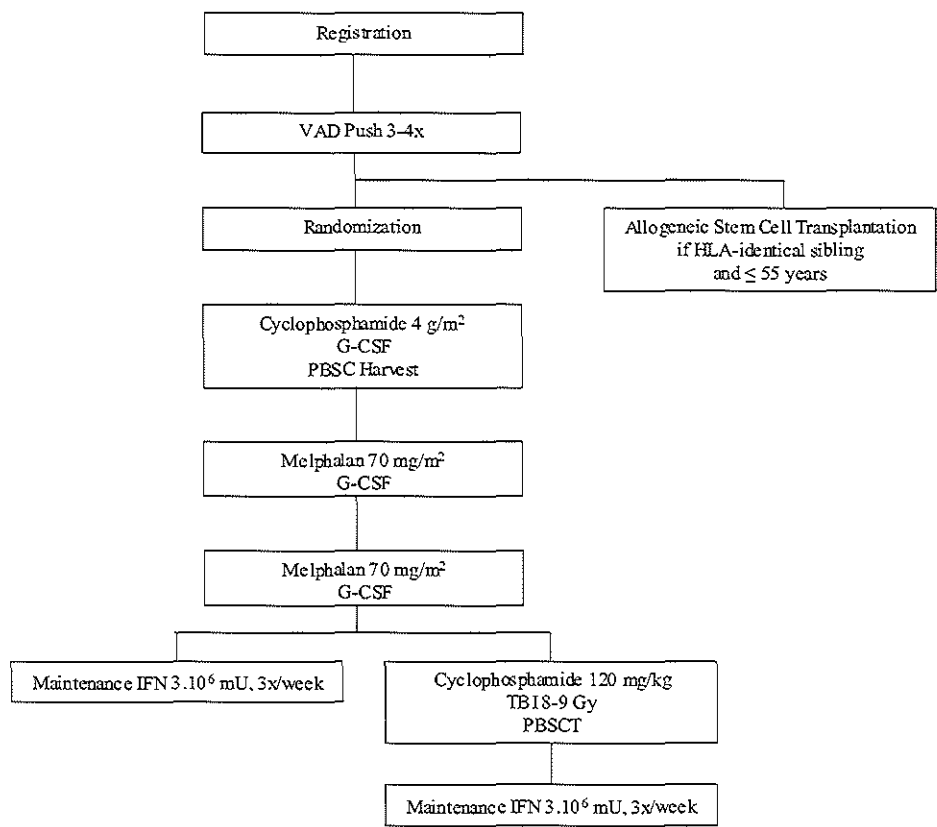 Registration
VAD Push 3–4x
Randomization
Allogeneic Stem Cell Transplantation
if HLA-identical sibling
and ≤ 55 years
Cyclophosphamide 4 g/m²
G-CSF
PBSC Harvest
Melphalan 70 mg/m²
G-CSF
Melphalan 70 mg/m²
G-CSF
Maintenance IFN 3.10⁶ mU, 3x/week
Cyclophosphamide 120 mg/kg
TBI 8-9 Gy
PBSCT
Maintenance IFN 3.10⁶ mU, 3x/week